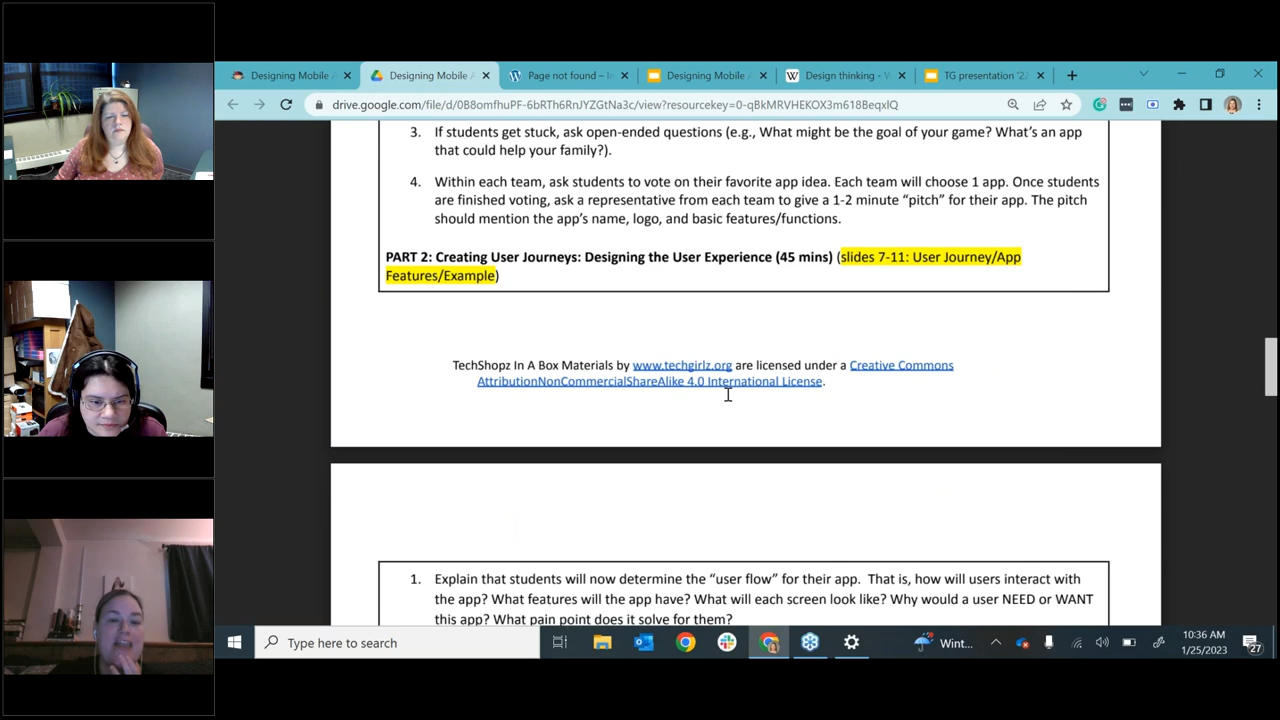 Designing Mobile A
Designing Mobile A
Page not found – In
Designing Mobile A
Design thinking - W
TG presentation '22
drive.google.com/file/d/0B8omfhuPF-6bRTh6RnJYZGtNa3c/view?resourcekey=0-qBkMRVHEKOX3m618BeqxIQ
3. If students get stuck, ask open-ended questions (e.g., What might be the goal of your game? What's an app
that could help your family?).
4. Within each team, ask students to vote on their favorite app idea. Each team will choose 1 app. Once students
are finished voting, ask a representative from each team to give a 1-2 minute “pitch” for their app. The pitch
should mention the app's name, logo, and basic features/functions.
PART 2: Creating User Journeys: Designing the User Experience (45 mins) (slides 7-11: User Journey/App
Features/Example)
TechShopz In A Box Materials by www.techgirlz.org are licensed under a Creative Commons
AttributionNonCommercialShareAlike 4.0 International License.
1. Explain that students will now determine the “user flow” for their app. That is, how will users interact with
the app? What features will the app have? What will each screen look like? Why would a user NEED or WANT
this app? What pain point does it solve for them?
Type here to search
Wint...
10:36 AM
1/25/2023
27